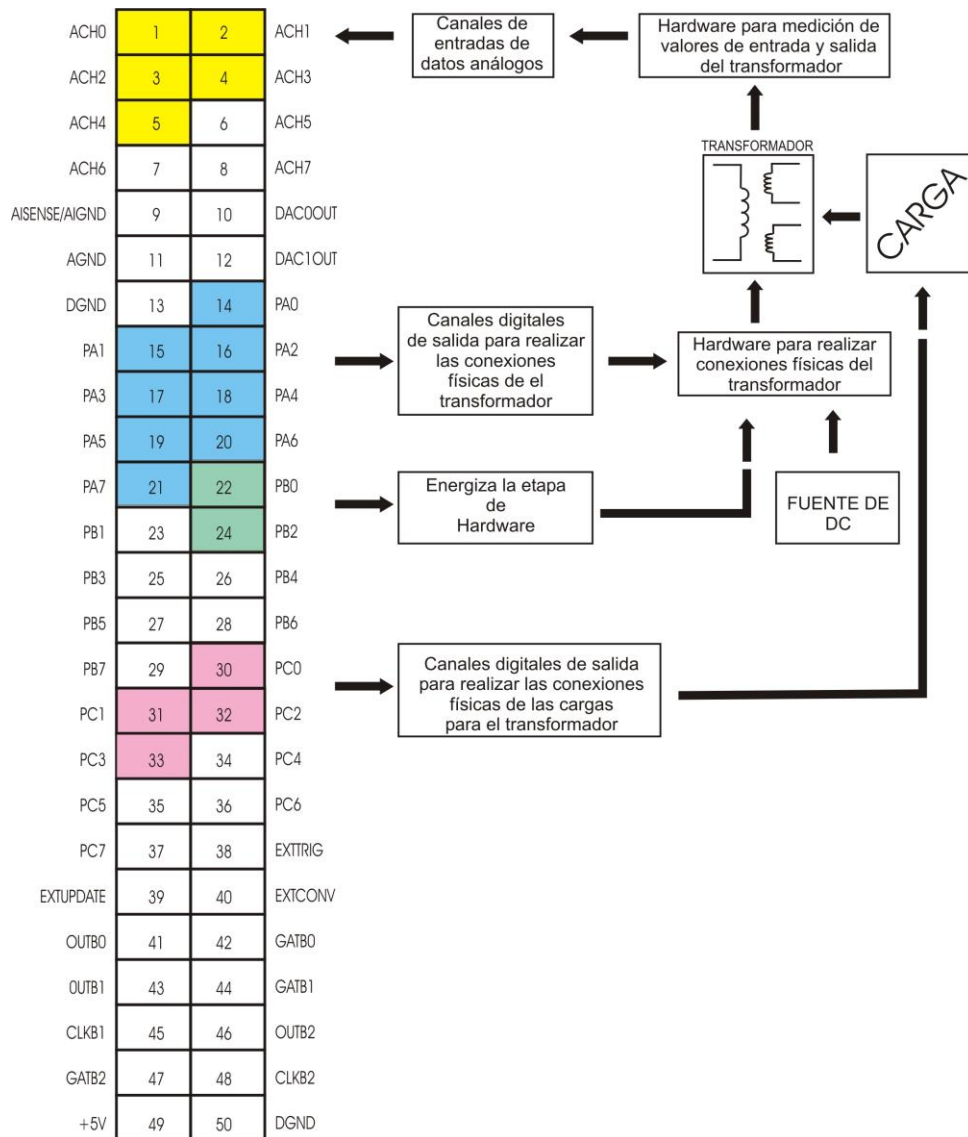 ACH0 1 2 ACH1
ACH2 3 4 ACH3
ACH4 5 6 ACH5
ACH6 7 8 ACH7
AISENSE/AIGND 9 10 DAC0OUT
AGND 11 12 DAC1OUT
DGND 13 14 PA0
PA1 15 16 PA2
PA3 17 18 PA4
PA5 19 20 PA6
PA7 21 22 PB0
PB1 23 24 PB2
PB3 25 26 PB4
PB5 27 28 PB6
PB7 29 30 PC0
PC1 31 32 PC2
PC3 33 34 PC4
PC5 35 36 PC6
PC7 37 38 EXTTRIG
EXTUPDATE 39 40 EXTCONV
OUTB0 41 42 GATB0
0UTB1 43 44 GATB1
CLKB1 45 46 OUTB2
GATB2 47 48 CLKB2
+5V 49 50 DGND
Canales de
entradas de
datos análogos
Hardware para medición de
valores de entrada y salida
del transformador
TRANSFORMADOR
CARGA
Canales digitales
de salida para realizar
las conexiones
físicas de el
transformador
Hardware para realizar
conexiones físicas del
transformador
Energiza la etapa
de
Hardware
FUENTE DE
DC
Canales digitales de salida
para realizar las conexiones
físicas de las cargas
para el transformador